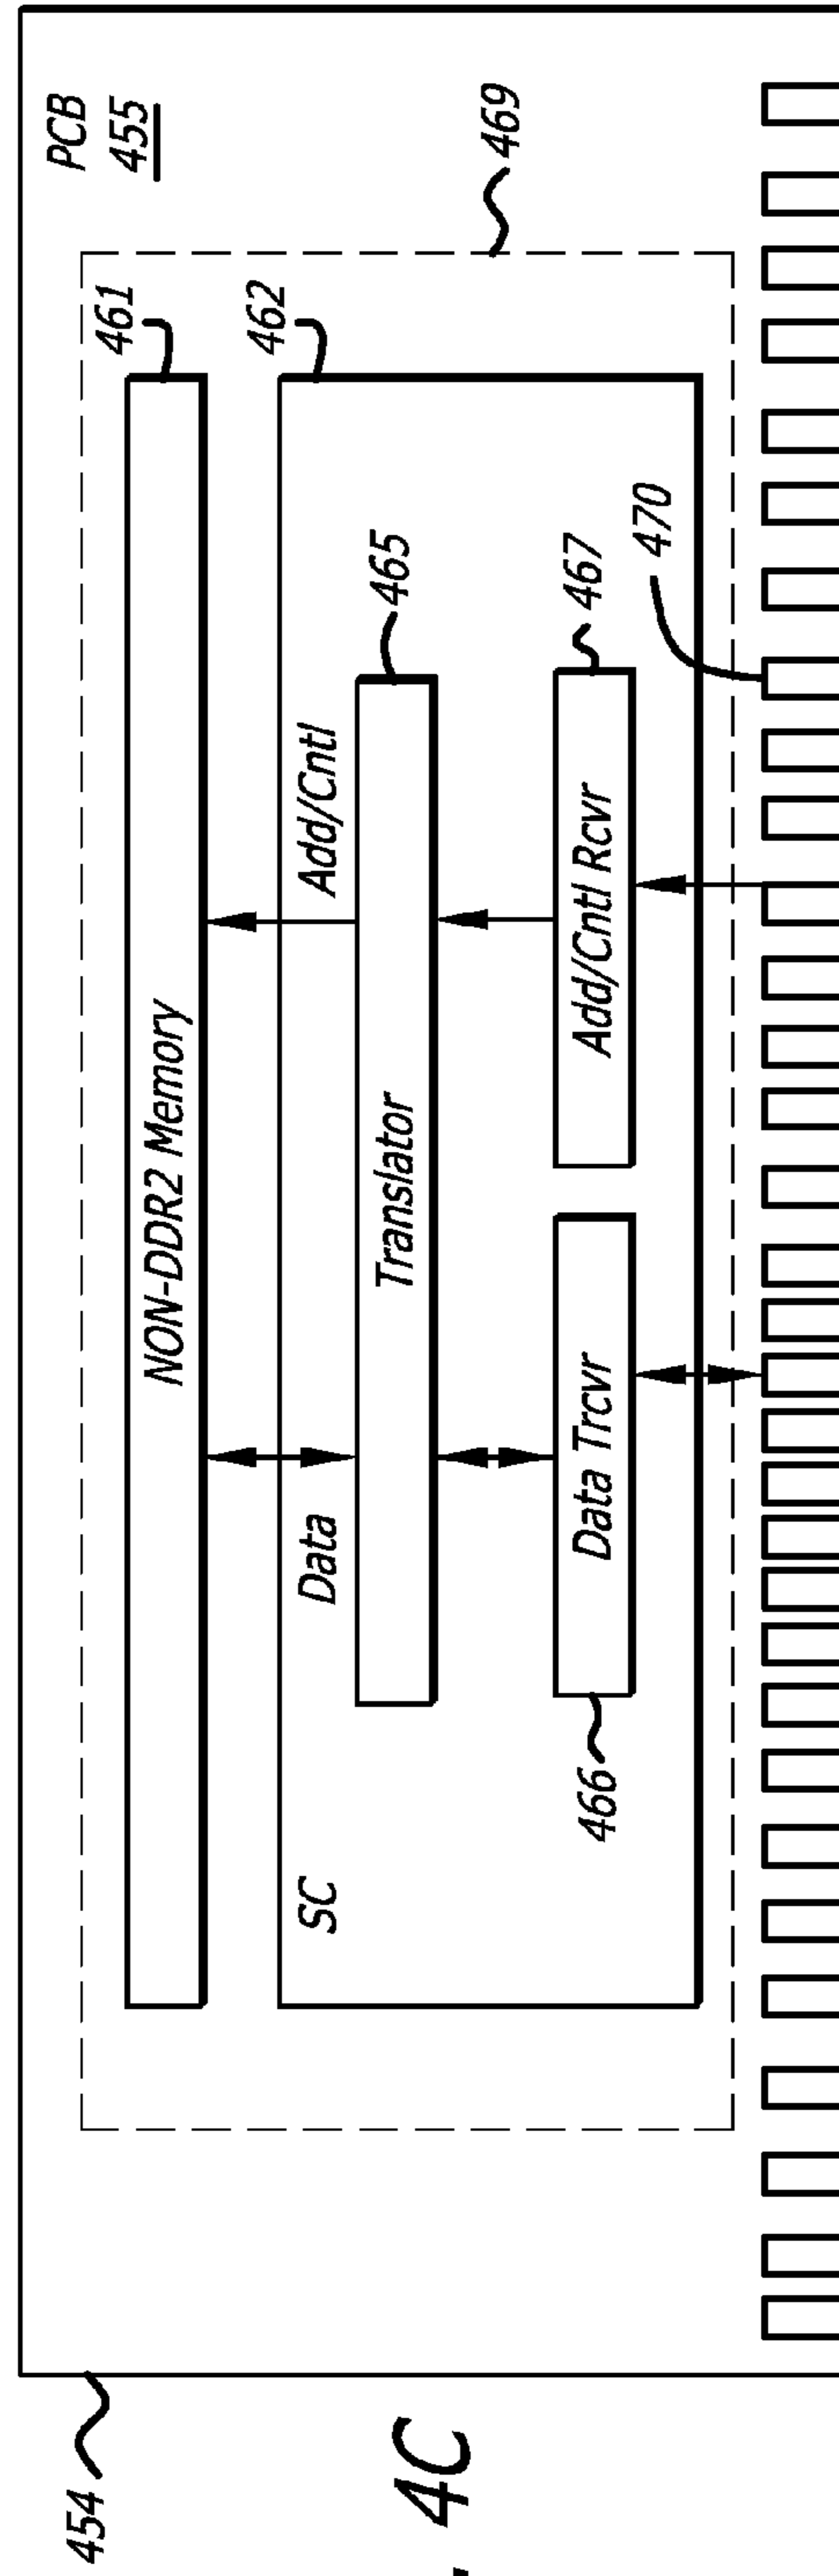 PCB
455
469
461
462
NON-DDR2 Memory
465
Add/Cntl
Data
SC
Translator
467
470
Add/Cntl Rcvr
Data Trcvr
466
454
. 4C